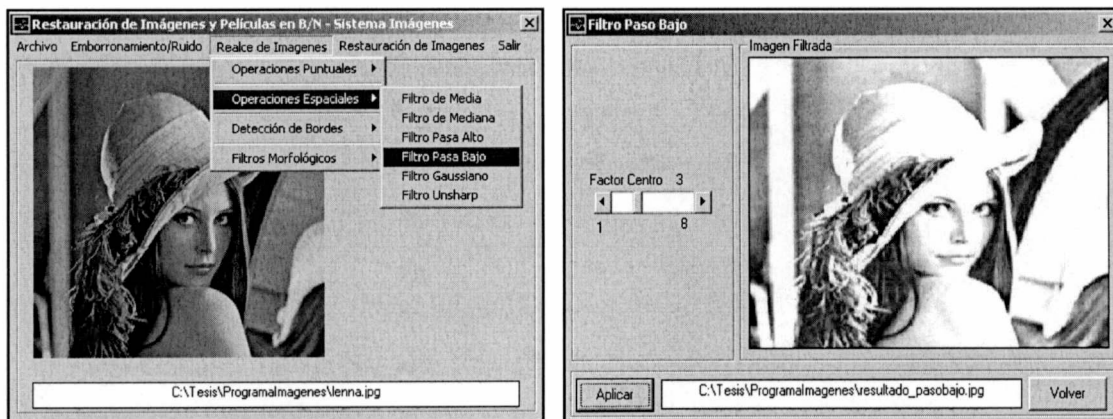 Restauración de Imágenes y Películas en B/N - Sistema Imágenes
Archivo Emborronamiento/Ruido Realce de Imagenes Restauración de Imagenes Salir
Operaciones Puntuales
Operaciones Espaciales
Detección de Bordes
Filtros Morfológicos
Filtro de Media
Filtro de Mediana
Filtro Pasa Alto
Filtro Pasa Bajo
Filtro Gaussiano
Filtro Unsharp
C:\Tesis\ProgramaImagenes\lenna.jpg
Filtro Paso Bajo
Imagen Filtrada
Factor Centro 3
1 8
Aplicar
C:\Tesis\ProgramaImagenes\resultado_pasobajo.jpg
Volver